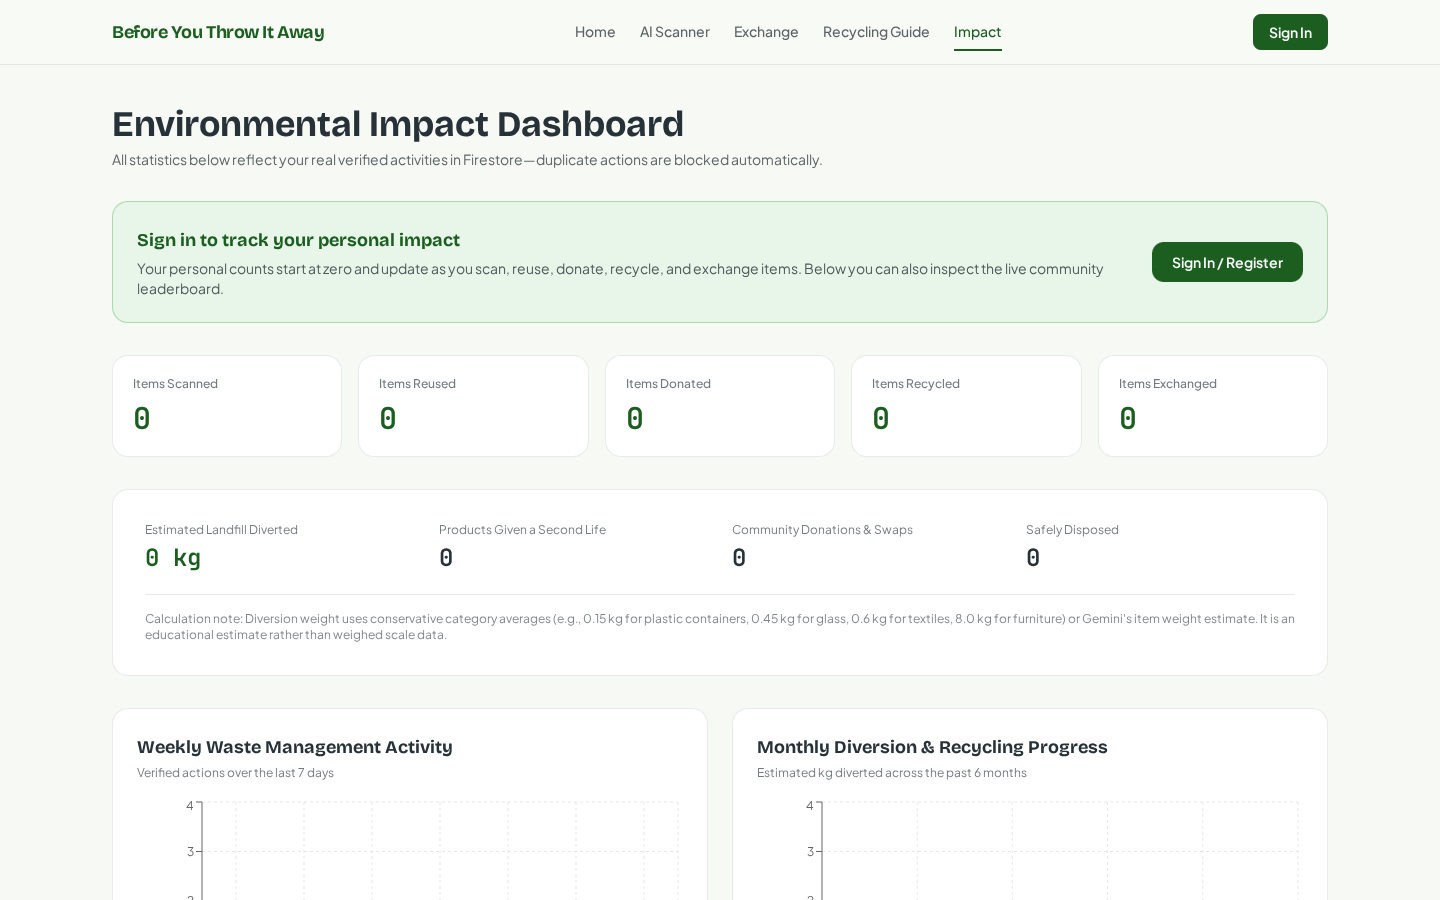 Before You Throw It Away
Home AI Scanner Exchange Recycling Guide Impact
Sign In
Environmental Impact Dashboard
All statistics below reflect your real verified activities in Firestore—duplicate actions are blocked automatically.
Sign in to track your personal impact
Your personal counts start at zero and update as you scan, reuse, donate, recycle, and exchange items. Below you can also inspect the live community
leaderboard.
Sign In / Register
Items Scanned
0
Items Reused
0
Items Donated
0
Items Recycled
0
Items Exchanged
0
Estimated Landfill Diverted
0 kg
Products Given a Second Life
0
Community Donations & Swaps
0
Safely Disposed
0
Calculation note: Diversion weight uses conservative category averages (e.g., 0.15 kg for plastic containers, 0.45 kg for glass, 0.6 kg for textiles, 8.0 kg for furniture) or Gemini's item weight estimate. It is an
educational estimate rather than weighed scale data.
Weekly Waste Management Activity
Verified actions over the last 7 days
4
3
2
Monthly Diversion & Recycling Progress
Estimated kg diverted across the past 6 months
4
3
2